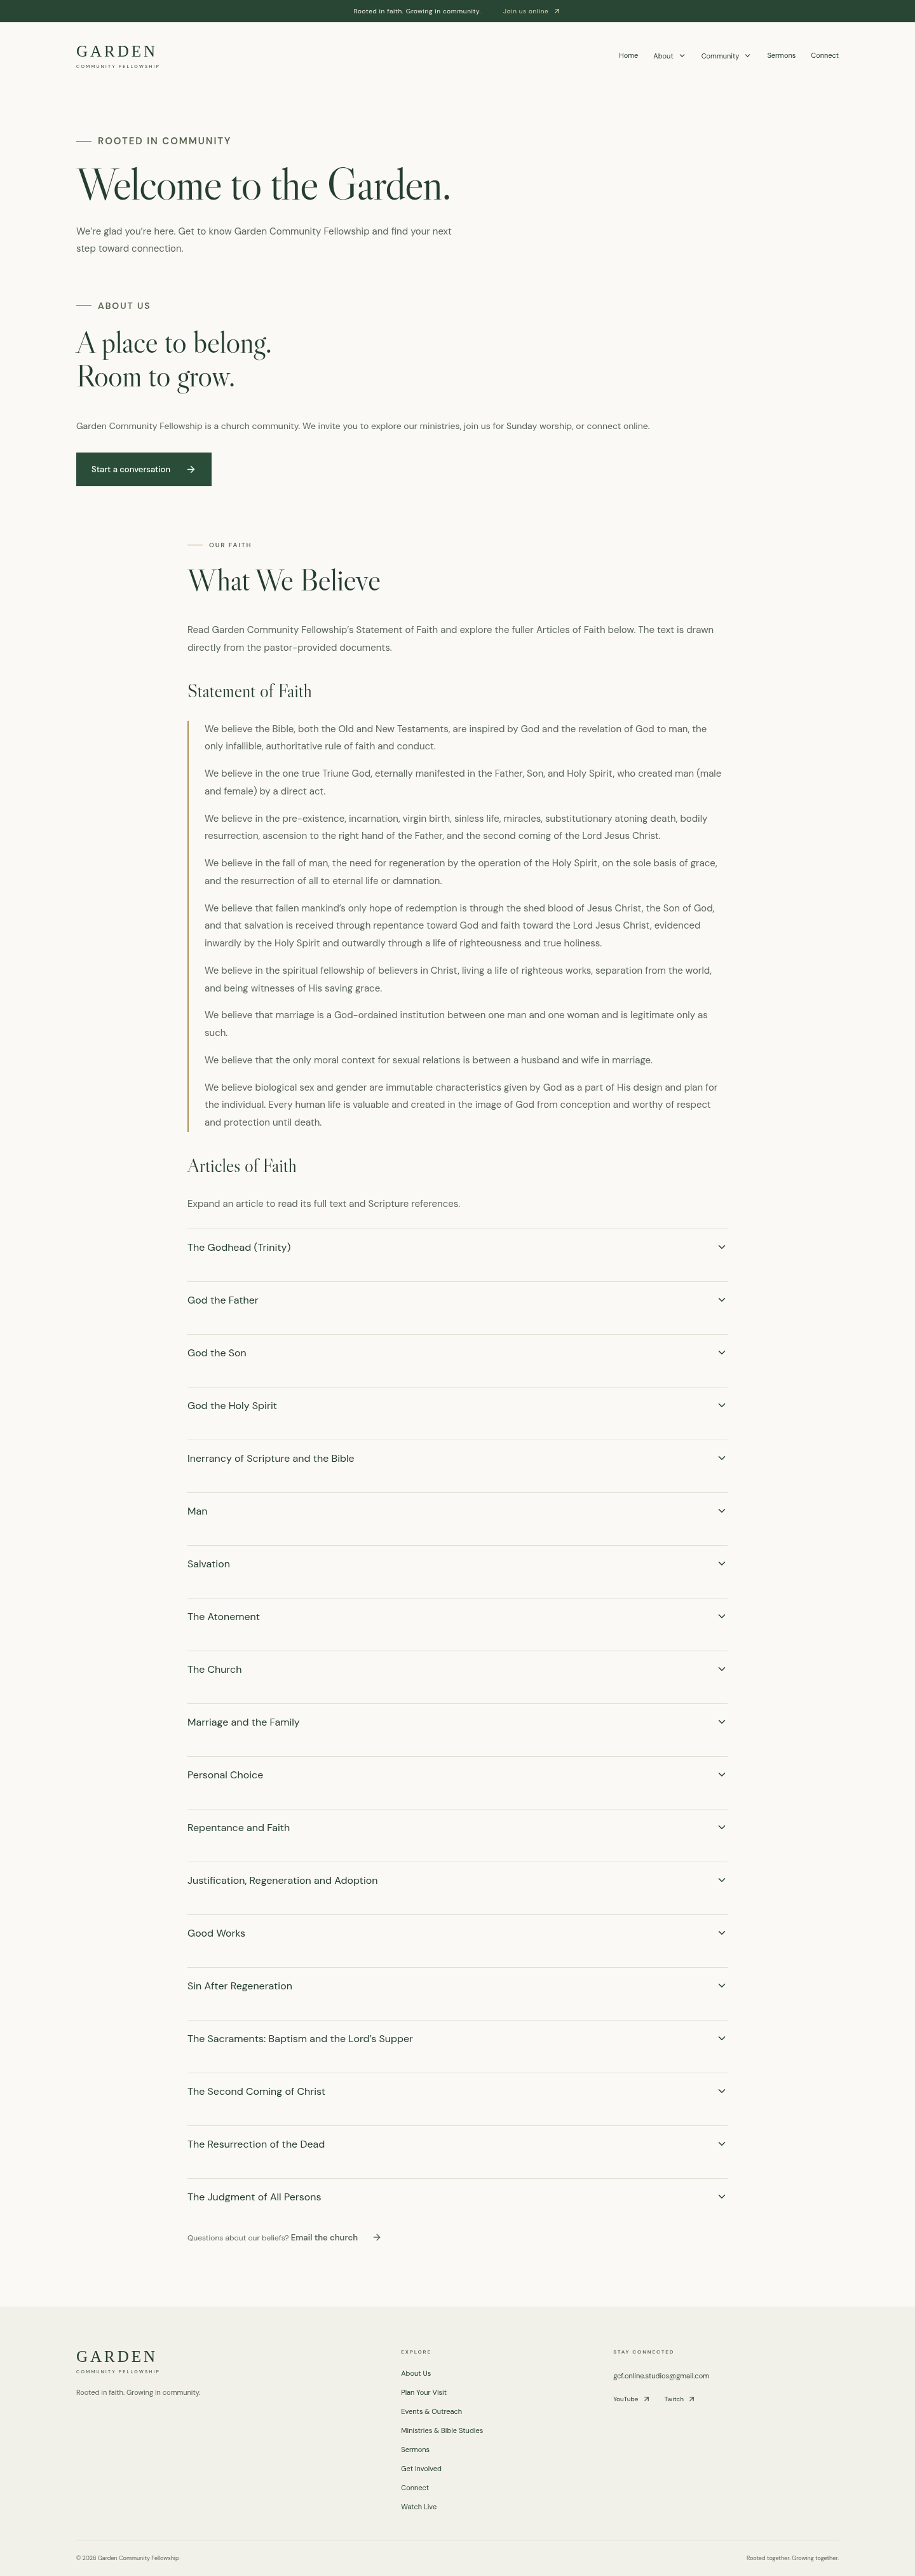 Rooted in faith. Growing in community. Join us online
GARDEN
COMMUNITY FELLOWSHIP
Home About Community Sermons Connect
ROOTED IN COMMUNITY
Welcome to the Garden.
We're glad you're here. Get to know Garden Community Fellowship and find your next
step toward connection.
ABOUT US
A place to belong.
Room to grow.
Garden Community Fellowship is a church community. We invite you to explore our ministries, join us for Sunday worship, or connect online.
Start a conversation
OUR FAITH
What We Believe
Read Garden Community Fellowship's Statement of Faith and explore the fuller Articles of Faith below. The text is drawn
directly from the pastor-provided documents.
Statement of Faith
We believe the Bible, both the Old and New Testaments, are inspired by God and the revelation of God to man, the
only infallible, authoritative rule of faith and conduct.
We believe in the one true Triune God, eternally manifested in the Father, Son, and Holy Spirit, who created man (male
and female) by a direct act.
We believe in the pre-existence, incarnation, virgin birth, sinless life, miracles, substitutionary atoning death, bodily
resurrection, ascension to the right hand of the Father, and the second coming of the Lord Jesus Christ.
We believe in the fall of man, the need for regeneration by the operation of the Holy Spirit, on the sole basis of grace,
and the resurrection of all to eternal life or damnation.
We believe that fallen mankind's only hope of redemption is through the shed blood of Jesus Christ, the Son of God,
and that salvation is received through repentance toward God and faith toward the Lord Jesus Christ, evidenced
inwardly by the Holy Spirit and outwardly through a life of righteousness and true holiness.
We believe in the spiritual fellowship of believers in Christ, living a life of righteous works, separation from the world,
and being witnesses of His saving grace.
We believe that marriage is a God-ordained institution between one man and one woman and is legitimate only as
such.
We believe that the only moral context for sexual relations is between a husband and wife in marriage.
We believe biological sex and gender are immutable characteristics given by God as a part of His design and plan for
the individual. Every human life is valuable and created in the image of God from conception and worthy of respect
and protection until death.
Articles of Faith
Expand an article to read its full text and Scripture references.
The Godhead (Trinity)
God the Father
God the Son
God the Holy Spirit
Inerrancy of Scripture and the Bible
Man
Salvation
The Atonement
The Church
Marriage and the Family
Personal Choice
Repentance and Faith
Justification, Regeneration and Adoption
Good Works
Sin After Regeneration
The Sacraments: Baptism and the Lord's Supper
The Second Coming of Christ
The Resurrection of the Dead
The Judgment of All Persons
Questions about our beliefs? Email the church
GARDEN
COMMUNITY FELLOWSHIP
Rooted in faith. Growing in community.
EXPLORE
About Us
Plan Your Visit
Events & Outreach
Ministries & Bible Studies
Sermons
Get Involved
Connect
Watch Live
STAY CONNECTED
gcf.online.studios@gmail.com
YouTube Twitch
© 2026 Garden Community Fellowship
Rooted together. Growing together.